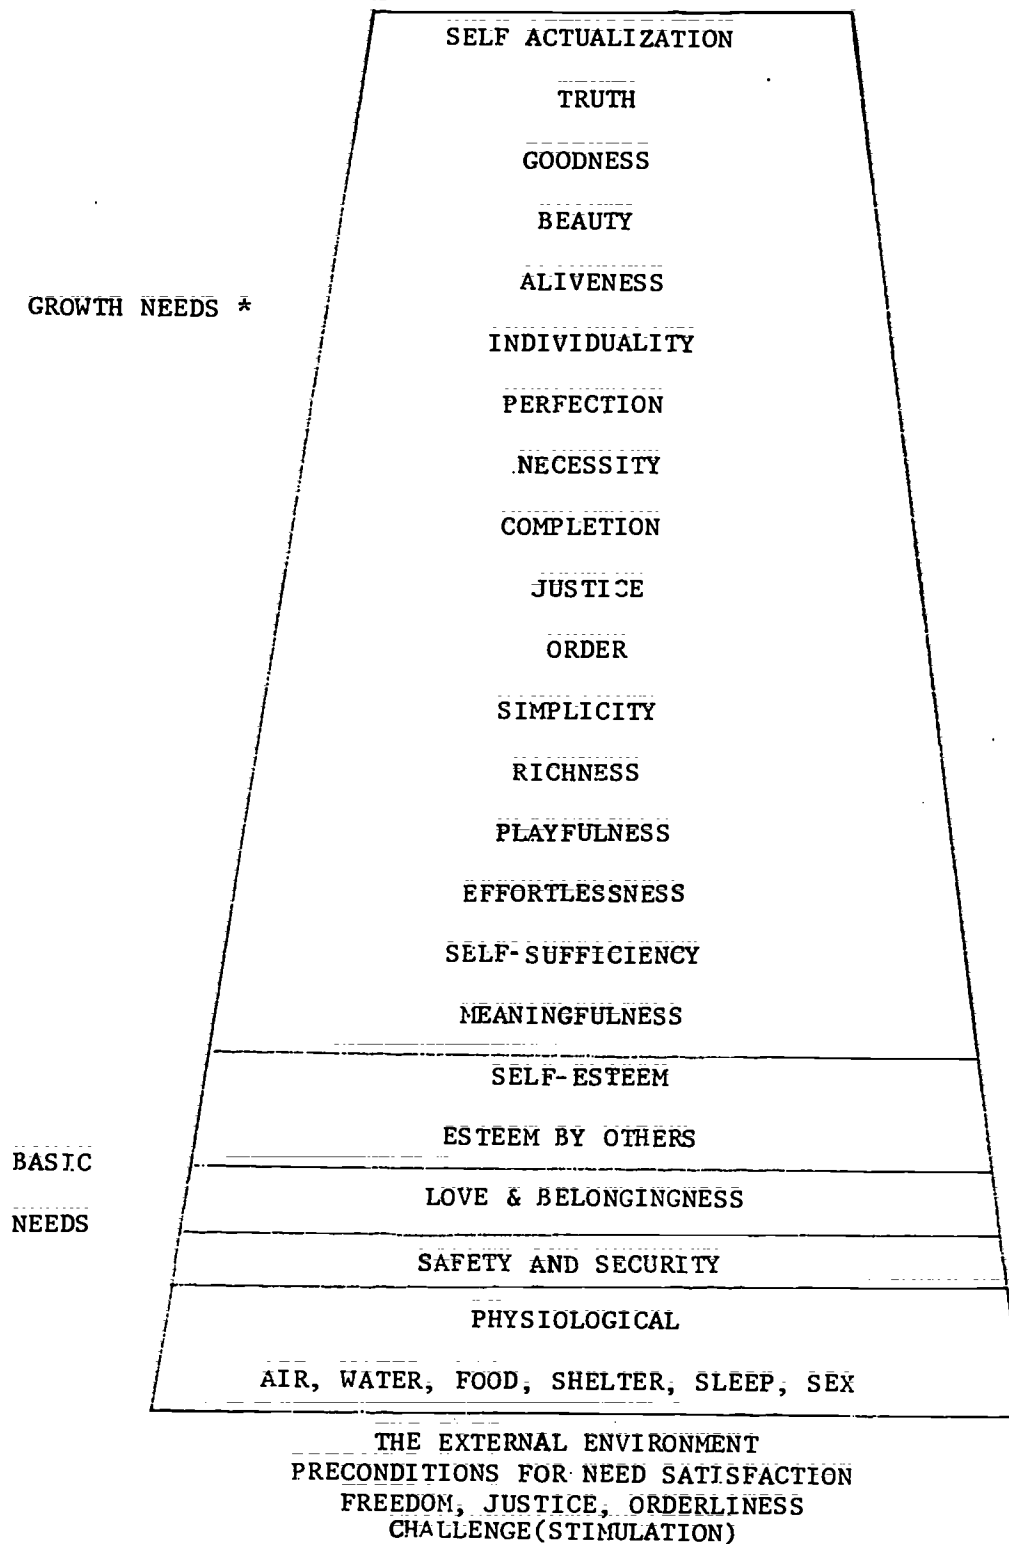 SELF ACTUALIZATION
TRUTH
GOODNESS
BEAUTY
ALIVENESS
GROWTH NEEDS *
INDIVIDUALITY
PERFECTION
NECESSITY
COMPLETION
JUSTICE
ORDER
SIMPLICITY
RICHNESS
PLAYFULNESS
EFFORTLESSNESS
SELF-SUFFICIENCY
MEANINGFULNESS
SELF-ESTEEM
ESTEEM BY OTHERS
BASIC
LOVE & BELONGINGNESS
NEEDS
SAFETY AND SECURITY
PHYSIOLOGICAL
AIR, WATER, FOOD, SHELTER, SLEEP, SEX
THE EXTERNAL ENVIRONMENT
PRECONDITIONS FOR NEED SATISFACTION
FREEDOM, JUSTICE, ORDERLINESS
CHALLENGE(STIMULATION)